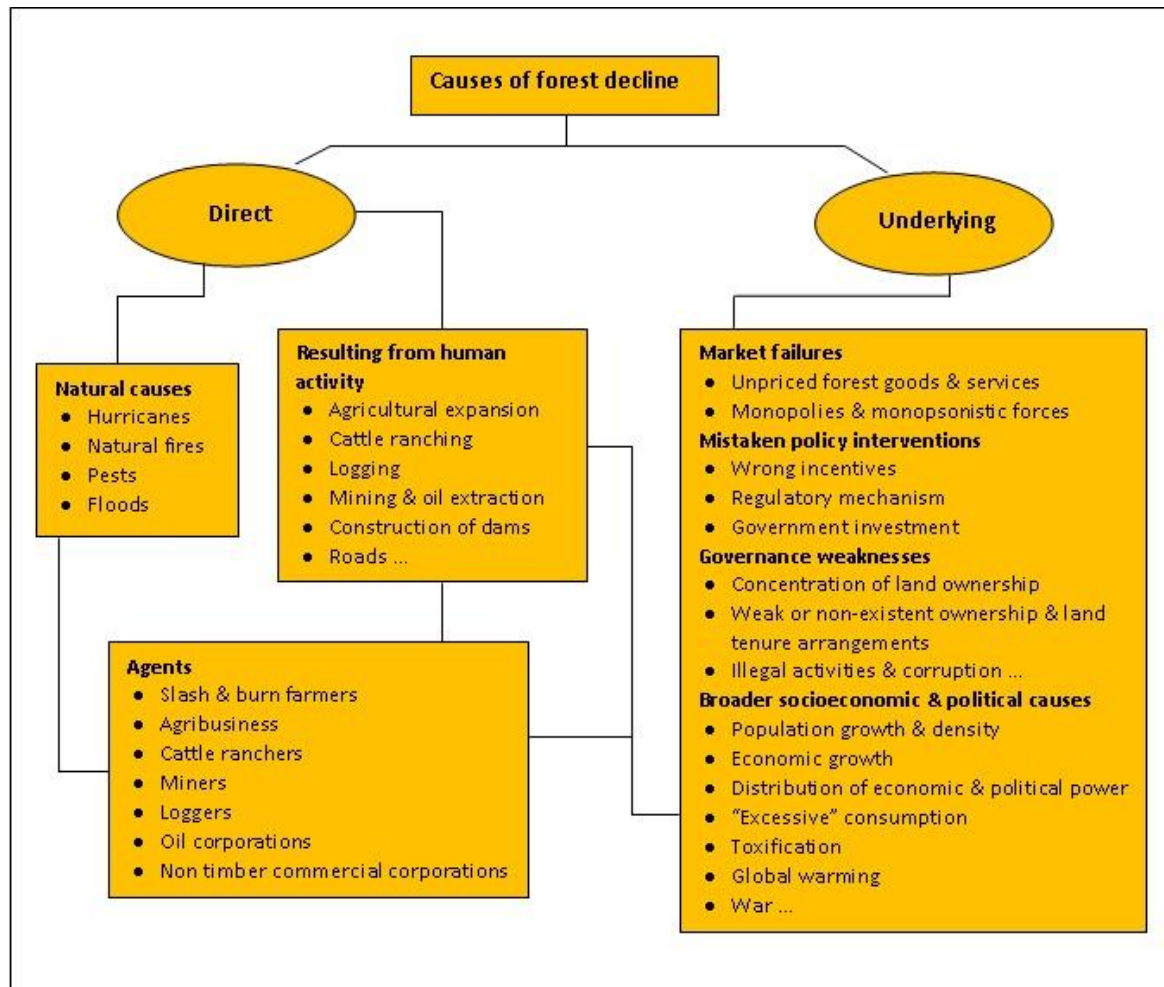 Causes of forest decline
Direct
Underlying
Natural causes
● Hurricanes
● Natural fires
● Pests
● Floods
Resulting from human
activity
● Agricultural expansion
● Cattle ranching
● Logging
● Mining & oil extraction
● Construction of dams
● Roads ...
Agents
● Slash & burn farmers
● Agribusiness
● Cattle ranchers
● Miners
● Loggers
● Oil corporations
● Non timber commercial corporations
Market failures
● Unpriced forest goods & services
● Monopolies & monopsonistic forces
Mistaken policy interventions
● Wrong incentives
● Regulatory mechanism
● Government investment
Governance weaknesses
● Concentration of land ownership
● Weak or non-existent ownership & land
tenure arrangements
● Illegal activities & corruption ...
Broader socioeconomic & political causes
● Population growth & density
● Economic growth
● Distribution of economic & political power
● “Excessive” consumption
● Toxification
● Global warming
● War ...